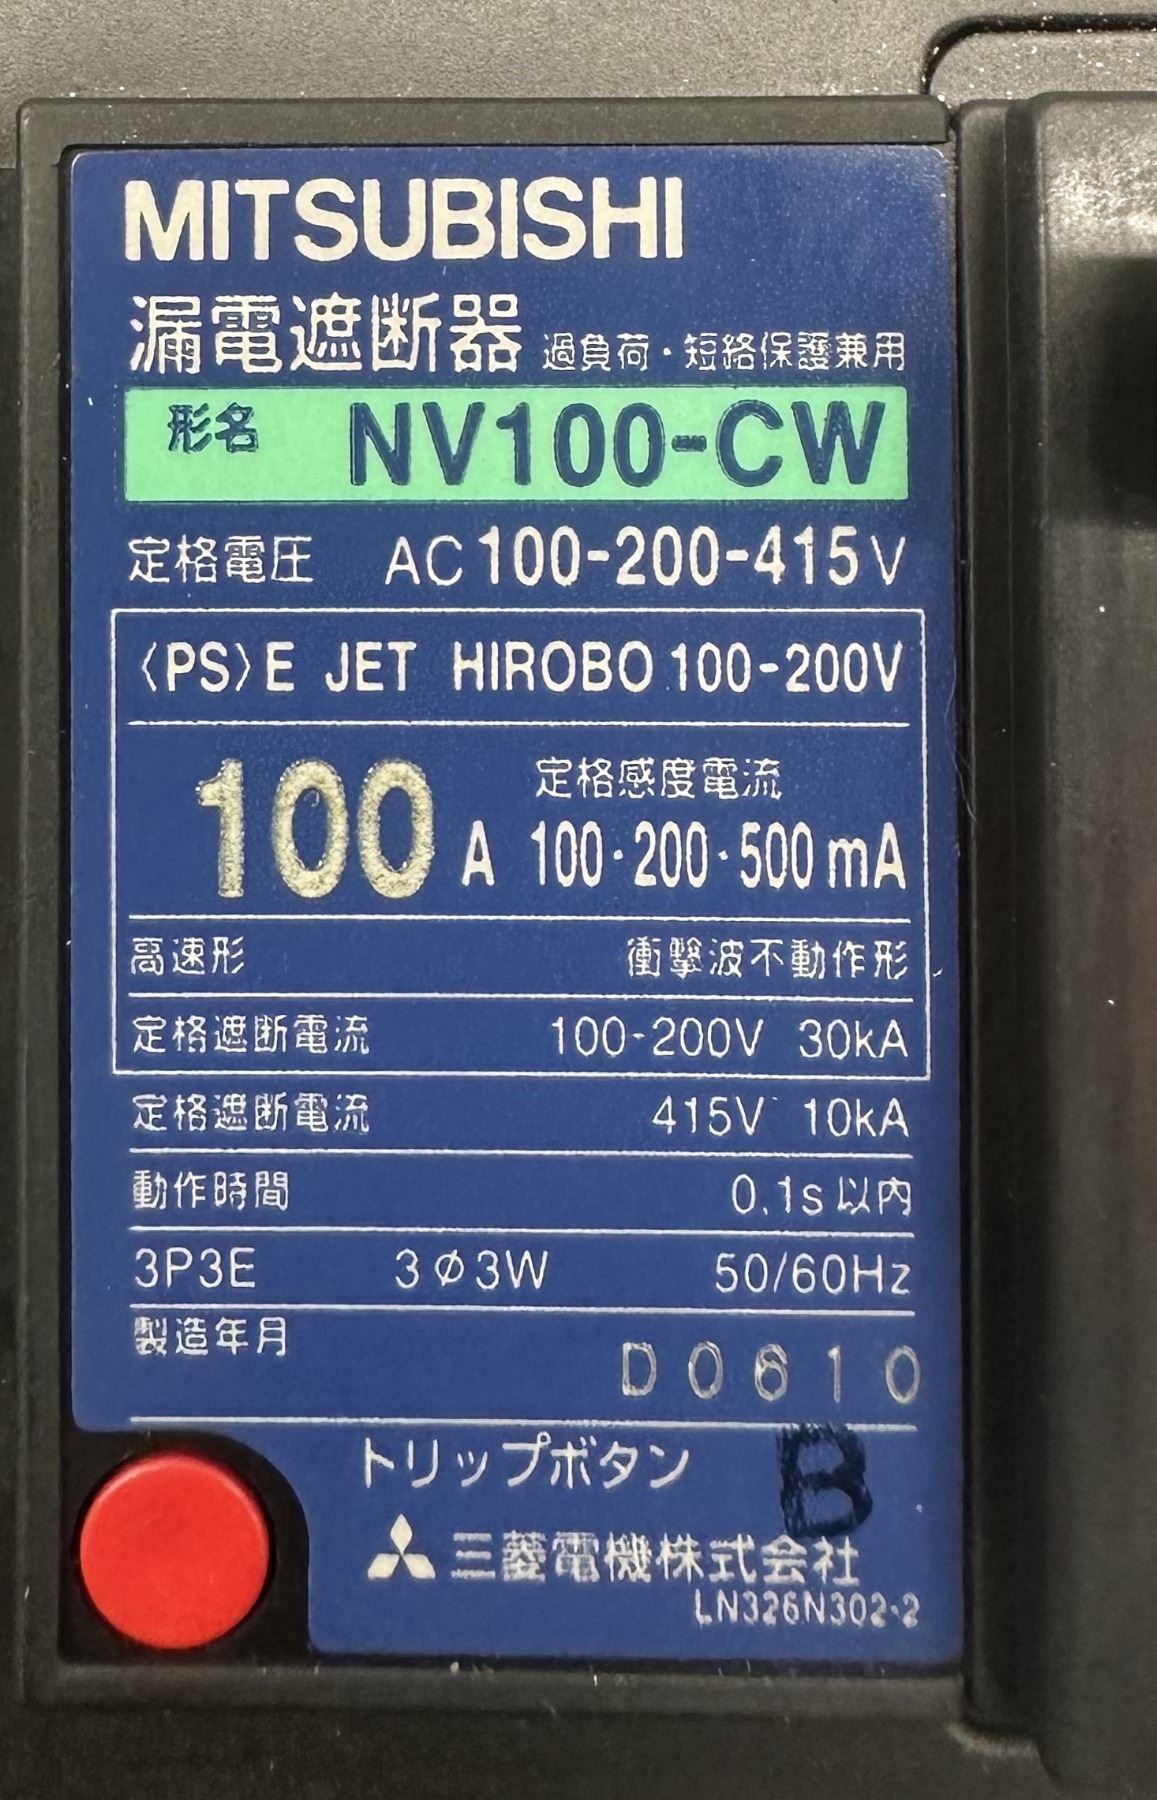 MITSUBISHI
漏電遮断器 過負荷・短絡保護兼用
形名 NV100-CW
定格電圧 AC100-200-415V
〈PS〉E JET HIROBO 100-200V
定格感度電流
100A 100・200・500mA
高速形 衝撃波不動作形
定格遮断電流 100-200V 30kA
定格遮断電流 415V 10kA
動作時間 0.1s以内
3P3E 3Φ3W 50/60Hz
製造年月
D0610
トリップボタン B
三菱電機株式会社
LN326N302-2